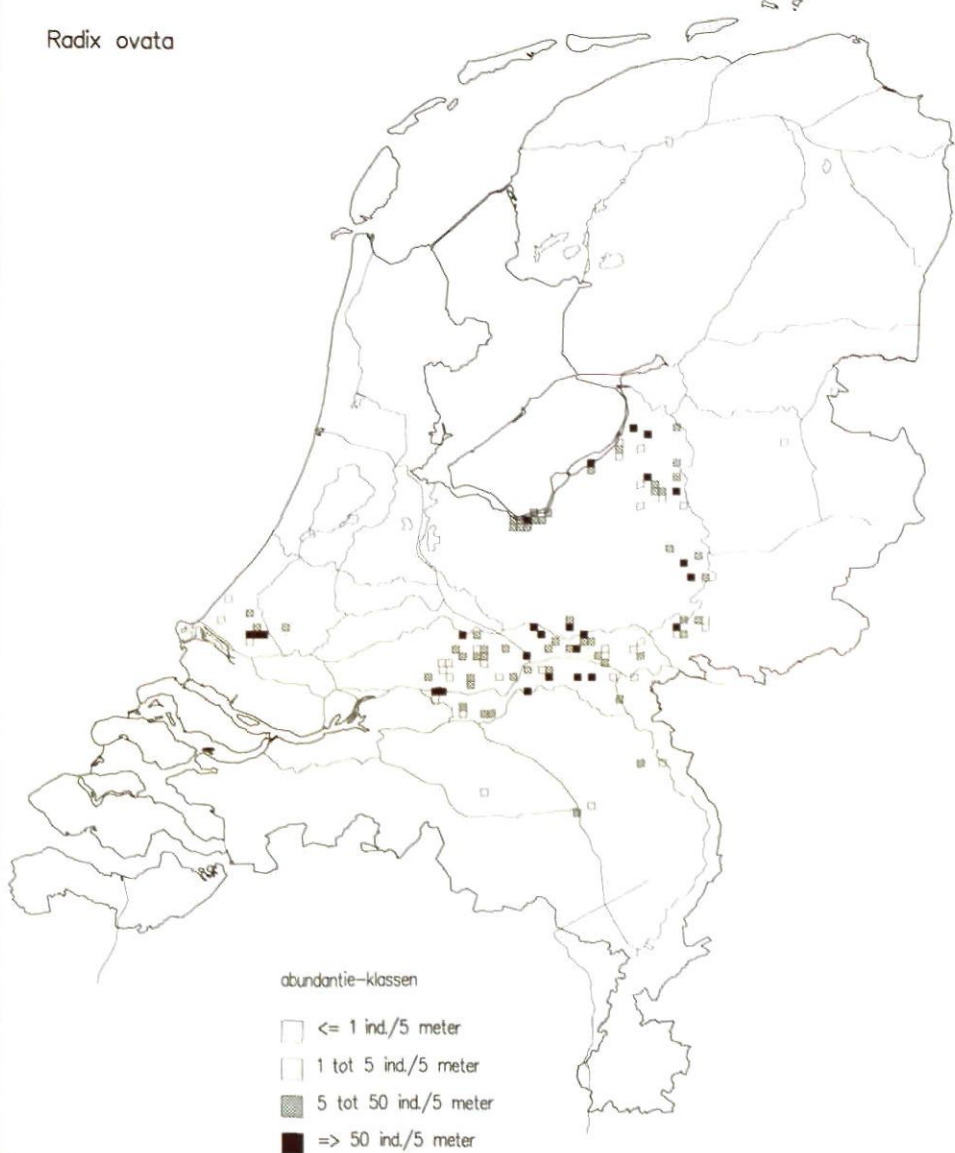 Radix ovata
abundantie-klassen
<= 1 ind./5 meter
1 tot 5 ind./5 meter
5 tot 50 ind./5 meter
=> 50 ind./5 meter